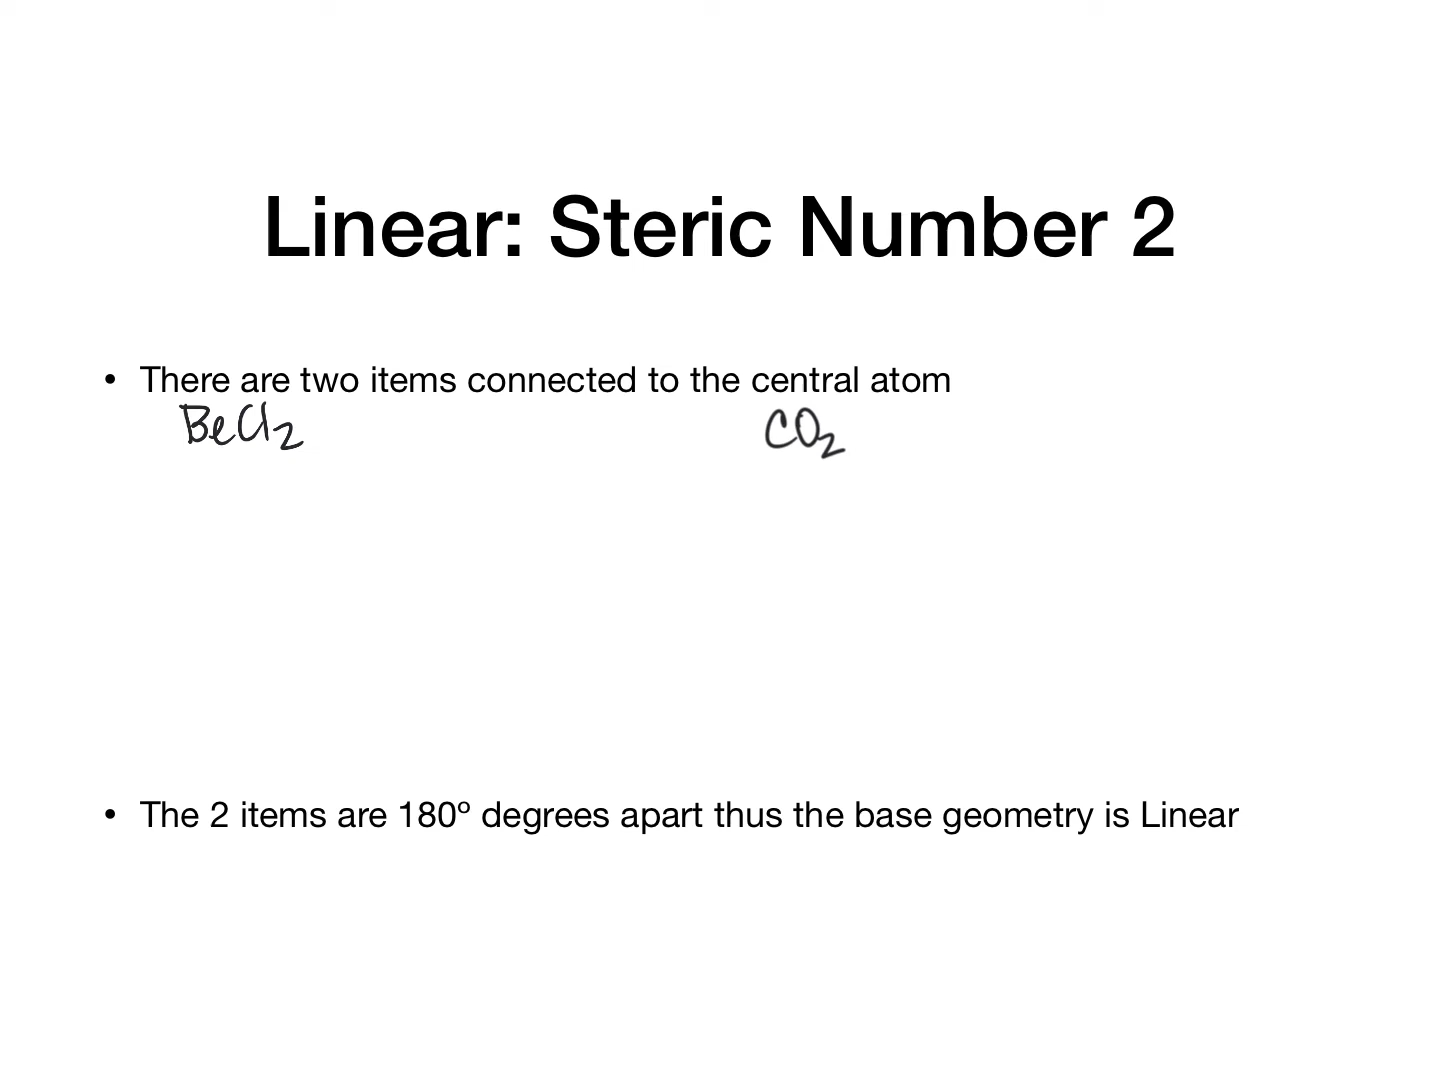 Linear: Steric Number 2
• There are two items connected to the central atom
BeCl₂ CO₂
• The 2 items are 180º degrees apart thus the base geometry is Linear